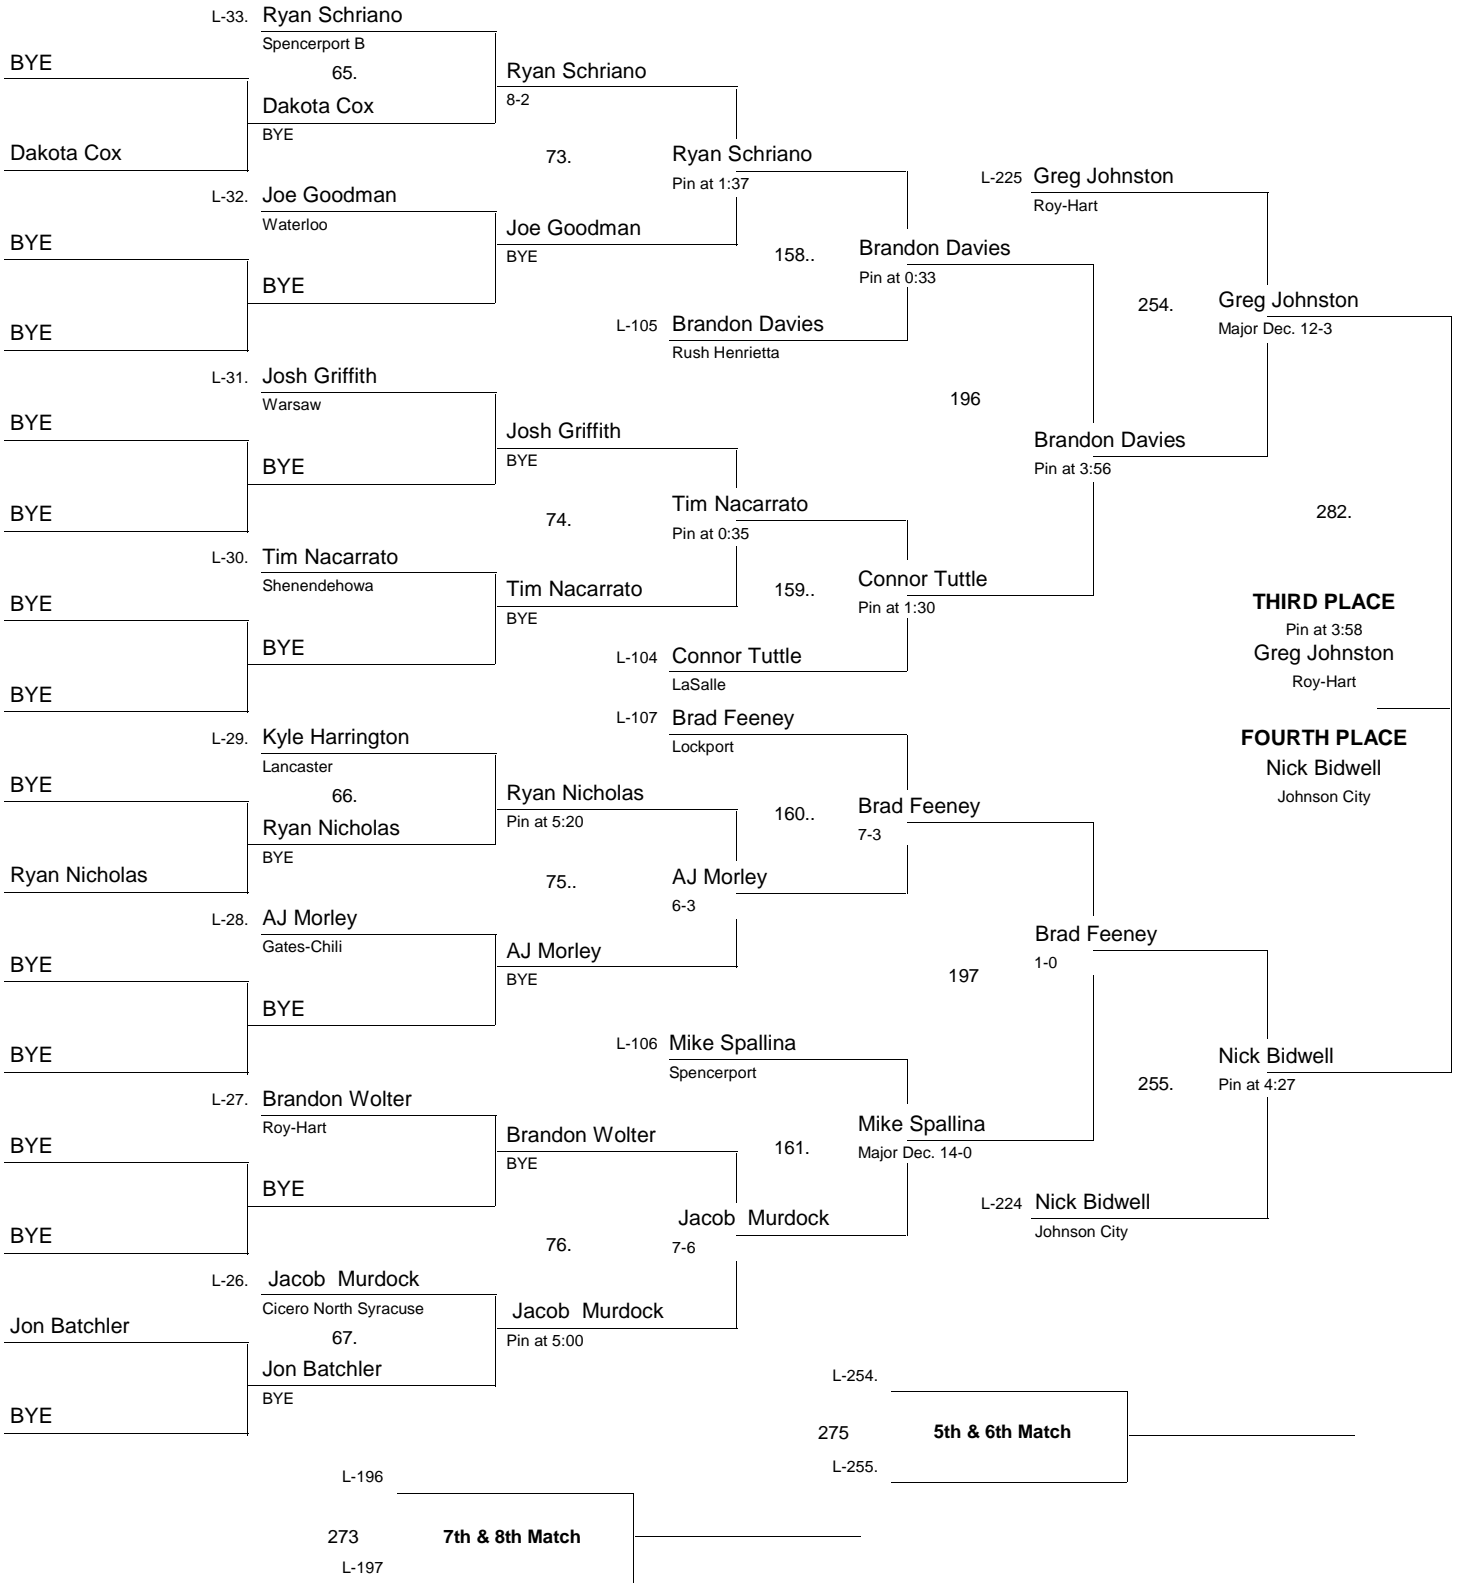 L-33. Ryan Schriano
Spencerport B
BYE
65.
Ryan Schriano
8-2
Dakota Cox
BYE
Dakota Cox
73.
Ryan Schriano
Pin at 1:37
L-225 Greg Johnston
Roy-Hart
L-32. Joe Goodman
Waterloo
Joe Goodman
BYE
BYE
158..
Brandon Davies
Pin at 0:33
BYE
254.
Greg Johnston
Major Dec. 12-3
L-105 Brandon Davies
Rush Henrietta
BYE
L-31. Josh Griffith
Warsaw
196
BYE
Josh Griffith
BYE
Brandon Davies
Pin at 3:56
BYE
Tim Nacarrato
Pin at 0:35
BYE
74.
282.
L-30. Tim Nacarrato
Shenendehowa
Tim Nacarrato
BYE
159..
Connor Tuttle
Pin at 1:30
BYE
THIRD PLACE
Pin at 3:58
Greg Johnston
Roy-Hart
BYE
L-104 Connor Tuttle
LaSalle
BYE
L-107 Brad Feeney
Lockport
L-29. Kyle Harrington
Lancaster
FOURTH PLACE
Nick Bidwell
Johnson City
BYE
66.
Ryan Nicholas
Pin at 5:20
160..
Brad Feeney
7-3
Ryan Nicholas
BYE
Ryan Nicholas
75..
AJ Morley
6-3
L-28. AJ Morley
Gates-Chili
Brad Feeney
1-0
BYE
AJ Morley
BYE
197
BYE
L-106 Mike Spallina
Spencerport
BYE
Nick Bidwell
Pin at 4:27
255.
L-27. Brandon Wolter
Roy-Hart
Mike Spallina
Major Dec. 14-0
BYE
Brandon Wolter
BYE
161.
BYE
L-224 Nick Bidwell
Johnson City
Jacob Murdock
7-6
BYE
76.
L-26. Jacob Murdock
Cicero North Syracuse
Jon Batchler
67.
Jacob Murdock
Pin at 5:00
Jon Batchler
BYE
L-254.
BYE
275 5th & 6th Match
L-255.
L-196
273 7th & 8th Match
L-197